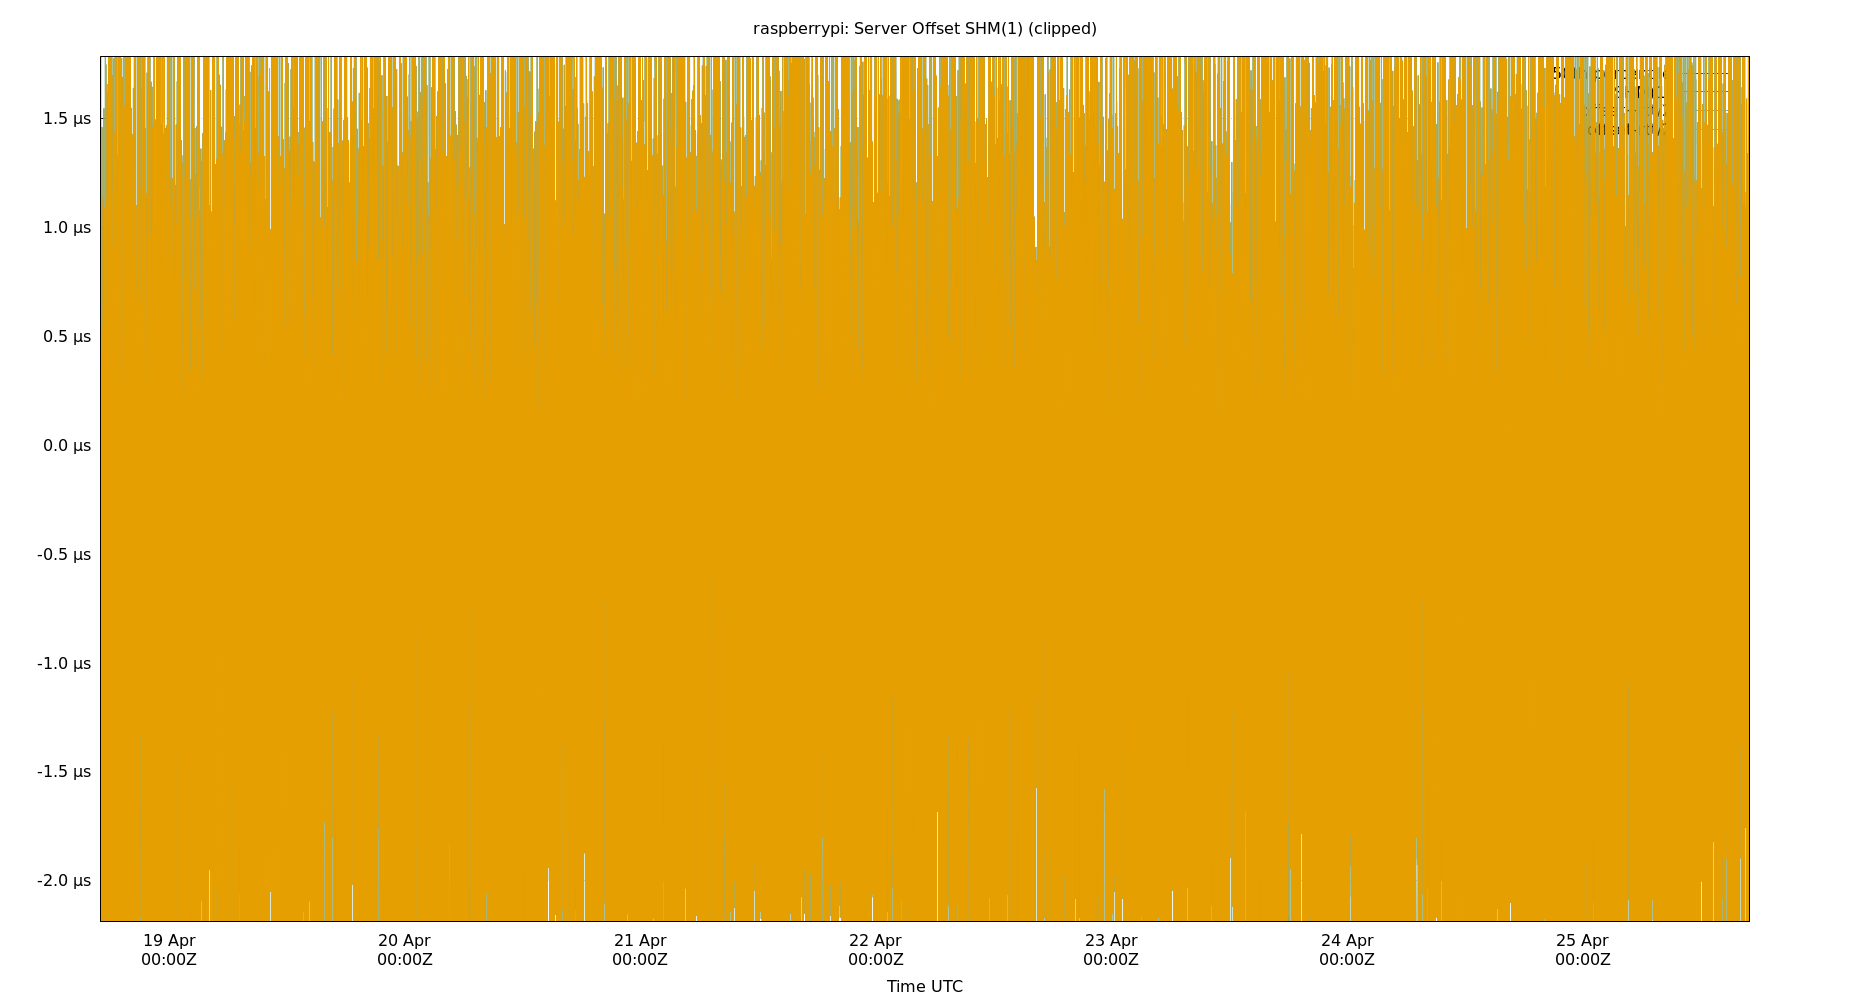 raspberrypi: Server Offset SHM(1) (clipped)
1.5 µs
1.0 µs
0.5 µs
0.0 µs
-0.5 µs
-1.0 µs
-1.5 µs
-2.0 µs
19 Apr
00:00Z
20 Apr
00:00Z
21 Apr
00:00Z
22 Apr
00:00Z
23 Apr
00:00Z
24 Apr
00:00Z
25 Apr
00:00Z
Time UTC